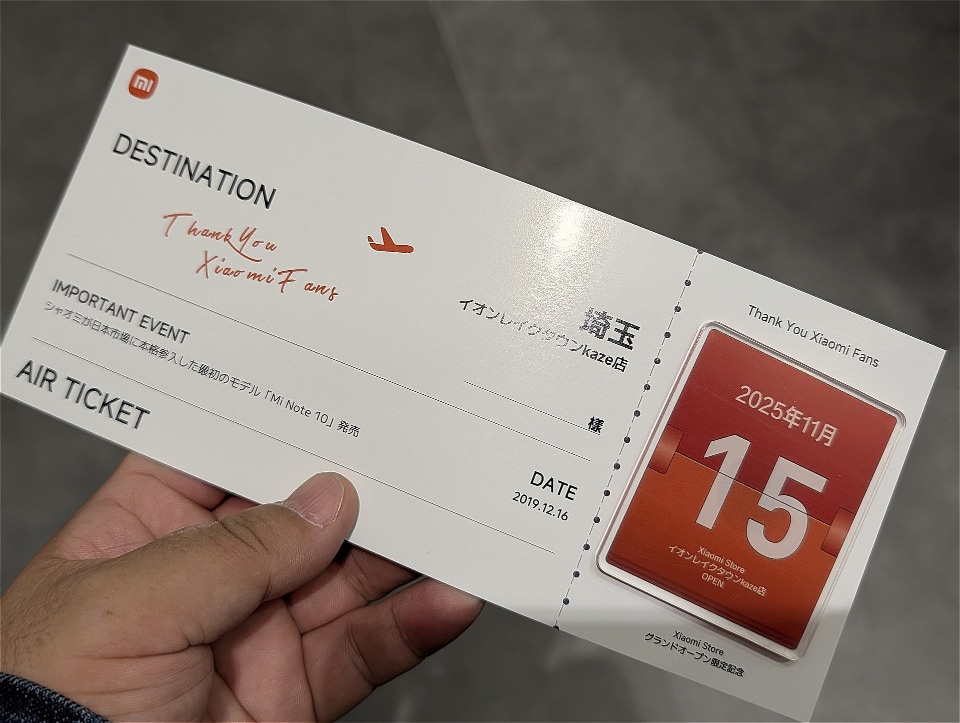 mi
DESTINATION
Thank You
Xiaomi Fans
埼玉
イオンレイクタウンkaze店
様
IMPORTANT EVENT
シャオミが日本市場に本格参入した最初のモデル「Mi Note 10」発売
DATE
2019.12.16
AIR TICKET
Thank You Xiaomi Fans
2025年11月
15
Xiaomi Store
イオンレイクタウンkaze店
OPEN
Xiaomi Store
グランドオープン限定記念